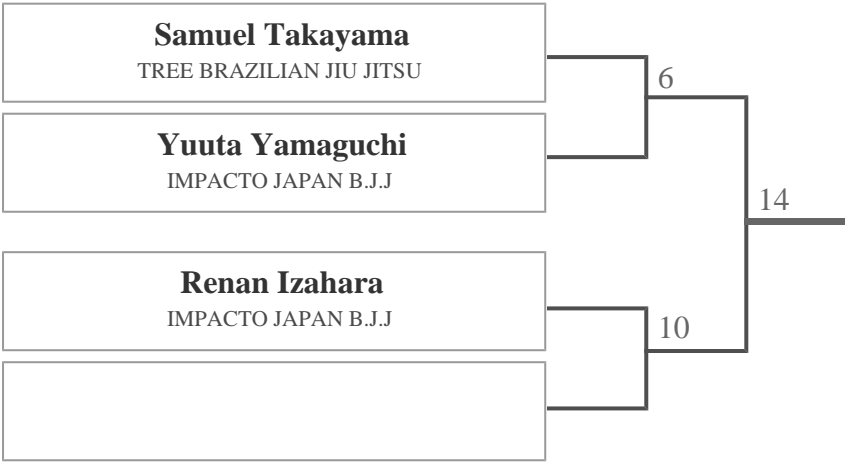 Samuel Takayama
TREE BRAZILIAN JIU JITSU
6
Yuuta Yamaguchi
IMPACTO JAPAN B.J.J
14
Renan Izahara
IMPACTO JAPAN B.J.J
10